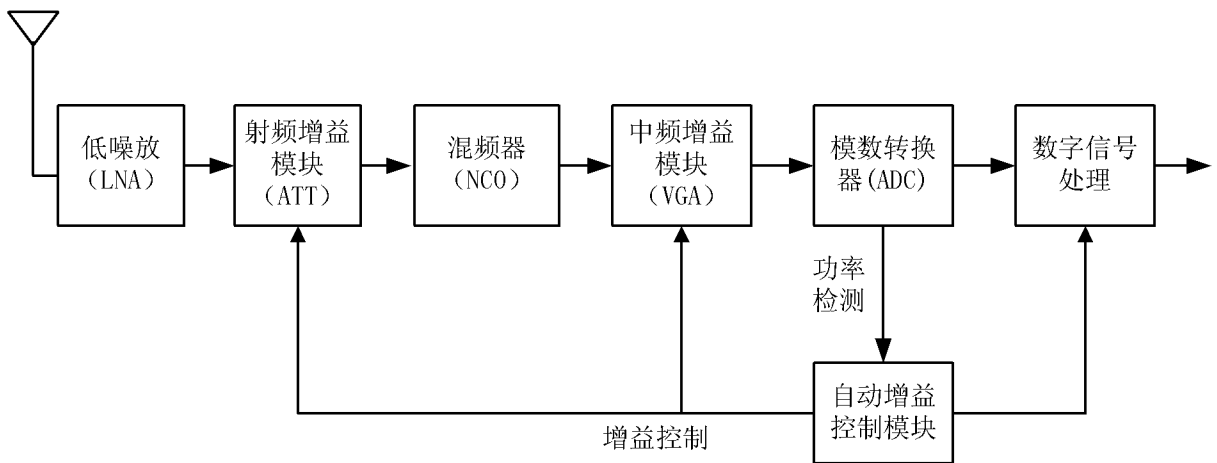 低噪放
(LNA)
射频增益
模块
(ATT)
混频器
(NCO)
中频增益
模块
(VGA)
模数转换
器(ADC)
数字信号
处理
功率
检测
自动增益
控制模块
增益控制